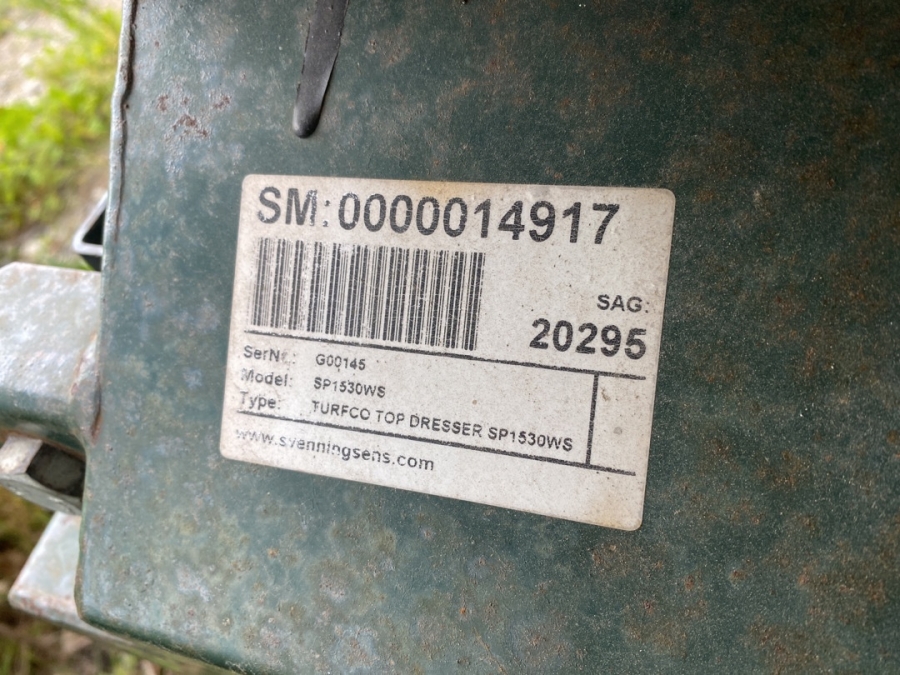 SM:0000014917
SAG:
20295
SerNr.: G00145
Model: SP1530WS
Type: TURFCO TOP DRESSER SP1530WS
www.svenningsens.com